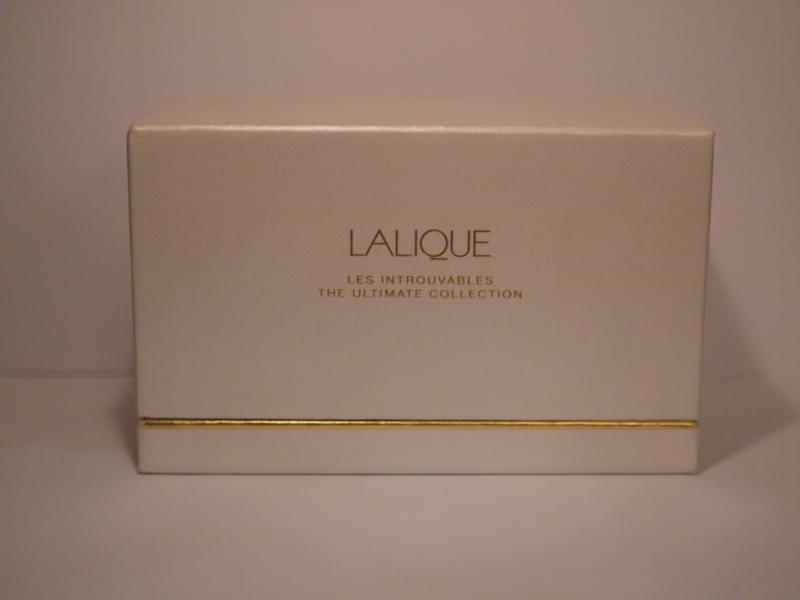 LALIQUE
LES INTROUVABLES
THE ULTIMATE COLLECTION